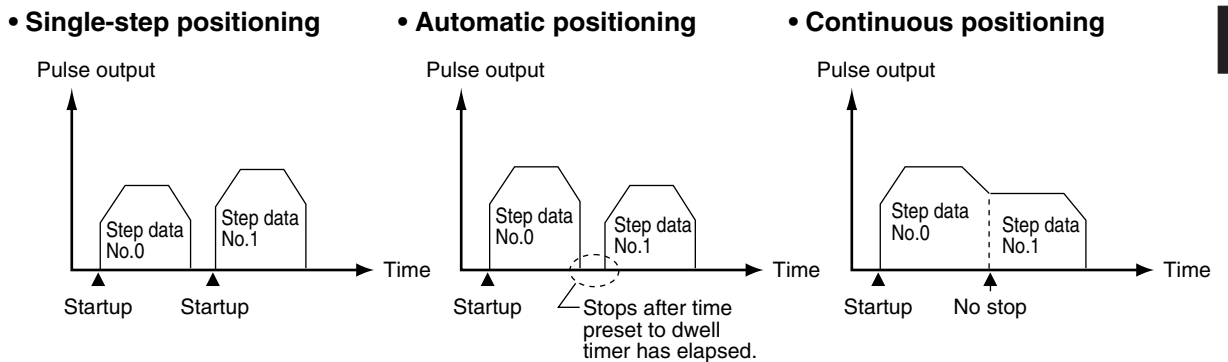 • Single-step positioning
Pulse output
Step data
No.0
Step data
No.1
Time
Startup
Startup
• Automatic positioning
Pulse output
Step data
No.0
Step data
No.1
Time
Startup
Stops after time
preset to dwell
timer has elapsed.
• Continuous positioning
Pulse output
Step data
No.0
Step data
No.1
Time
Startup
No stop